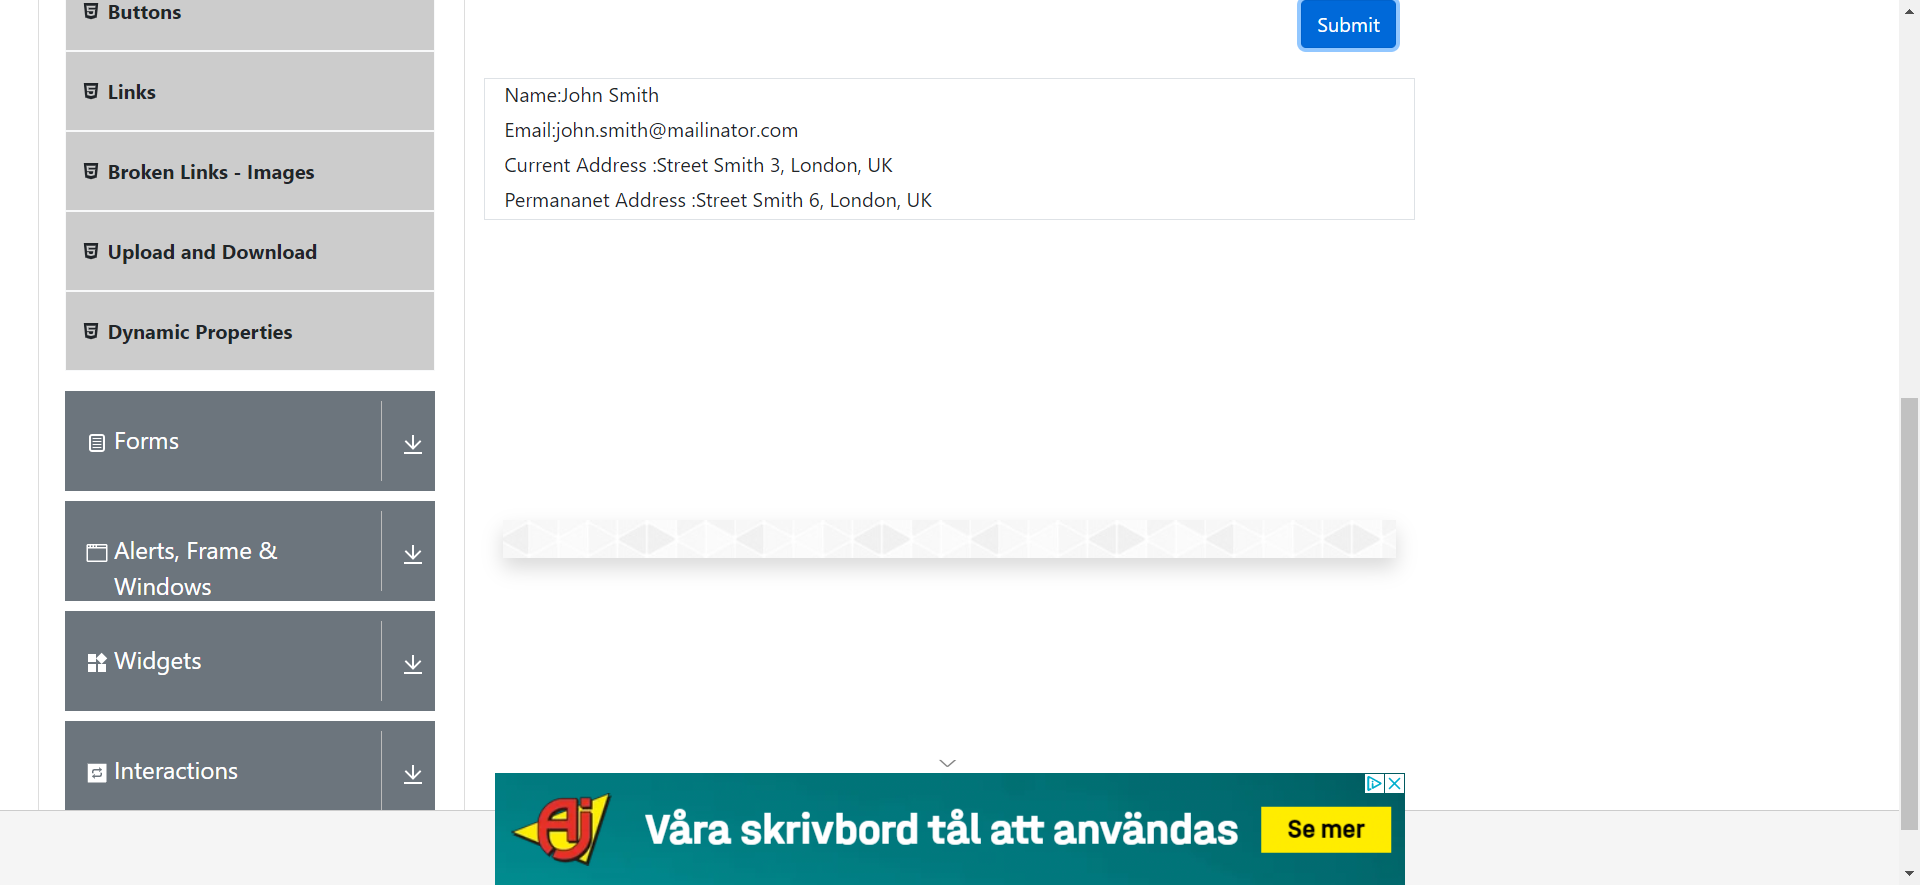 Buttons
Links
Broken Links - Images
Upload and Download
Dynamic Properties
Forms
Alerts, Frame &
Windows
Widgets
Interactions
Submit
Name:John Smith
Email:john.smith@mailinator.com
Current Address :Street Smith 3, London, UK
Permananet Address :Street Smith 6, London, UK
AJ
Våra skrivbord tål att användas
Se mer